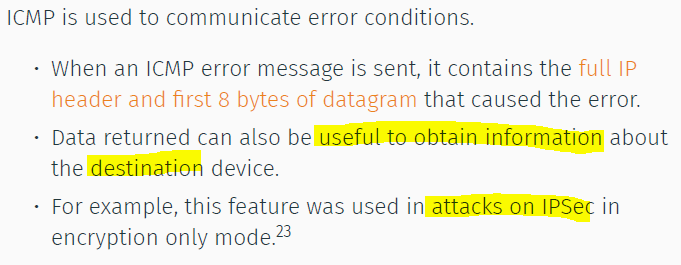 ICMP is used to communicate error conditions.
• When an ICMP error message is sent, it contains the full IP
header and first 8 bytes of datagram that caused the error.
• Data returned can also be useful to obtain information about
the destination device.
• For example, this feature was used in attacks on IPSec in
encryption only mode.²³